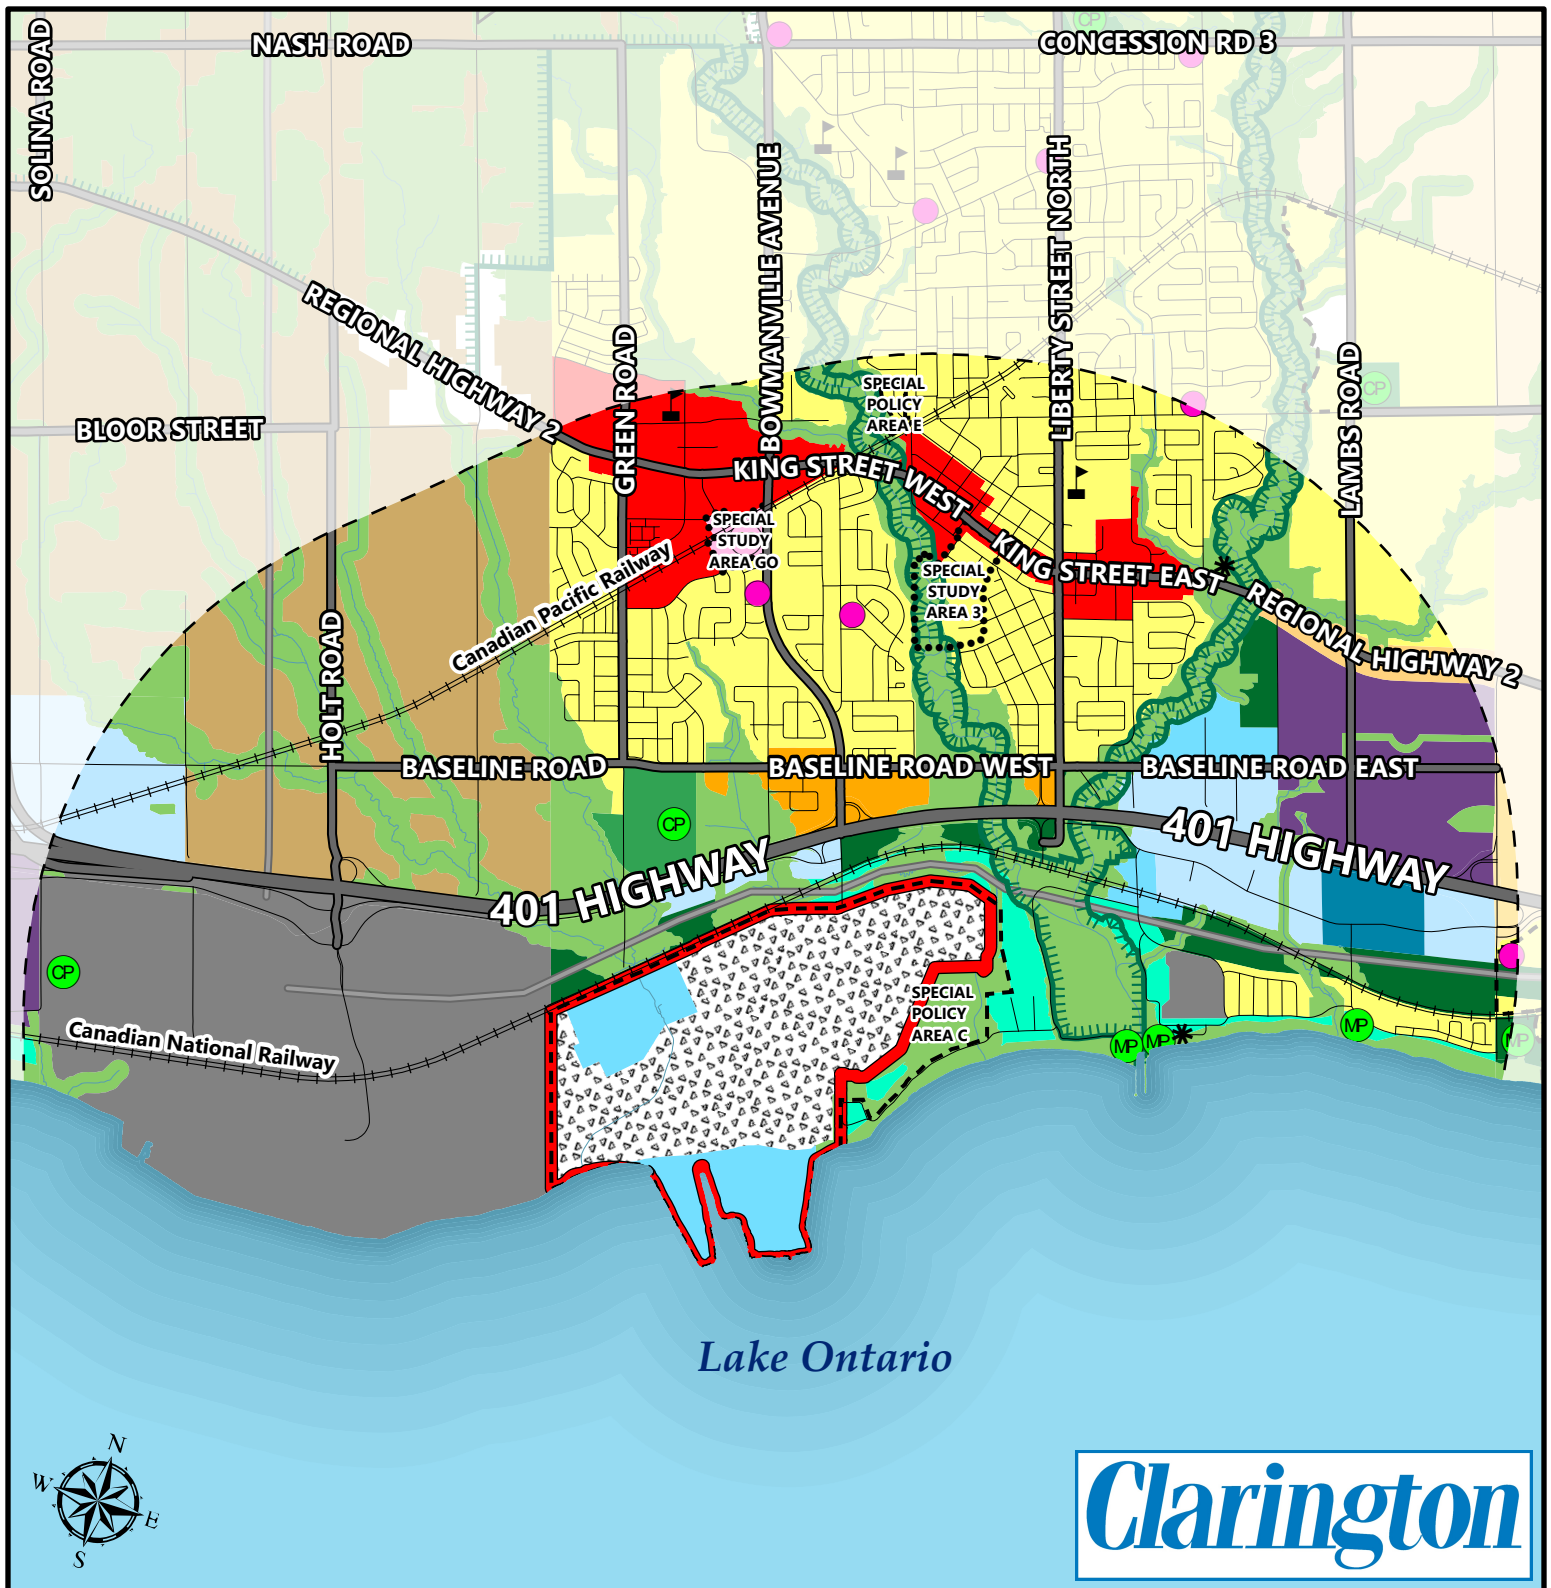 CP
NASH ROAD
CONCESSION RD 3
SOLINA ROAD
BOWMANVILLE AVENUE
LIBERTY STREET NORTH
REGIONAL HIGHWAY 2
GREEN ROAD
LAMBS ROAD
CP
SPECIAL
POLICY
AREA E
BLOOR STREET
KING STREET WEST
SPECIAL
STUDY
AREA GO
Canadian Pacific Railway
KING STREET EAST
SPECIAL
STUDY
AREA 3
REGIONAL HIGHWAY 2
HOLT ROAD
BASELINE ROAD
BASELINE ROAD WEST
BASELINE ROAD EAST
CP
401 HIGHWAY
401 HIGHWAY
CP
SPECIAL
POLICY
AREA C
Canadian National Railway
MP
MP
MP
MP
Lake Ontario
N
W
E
S
Clarington